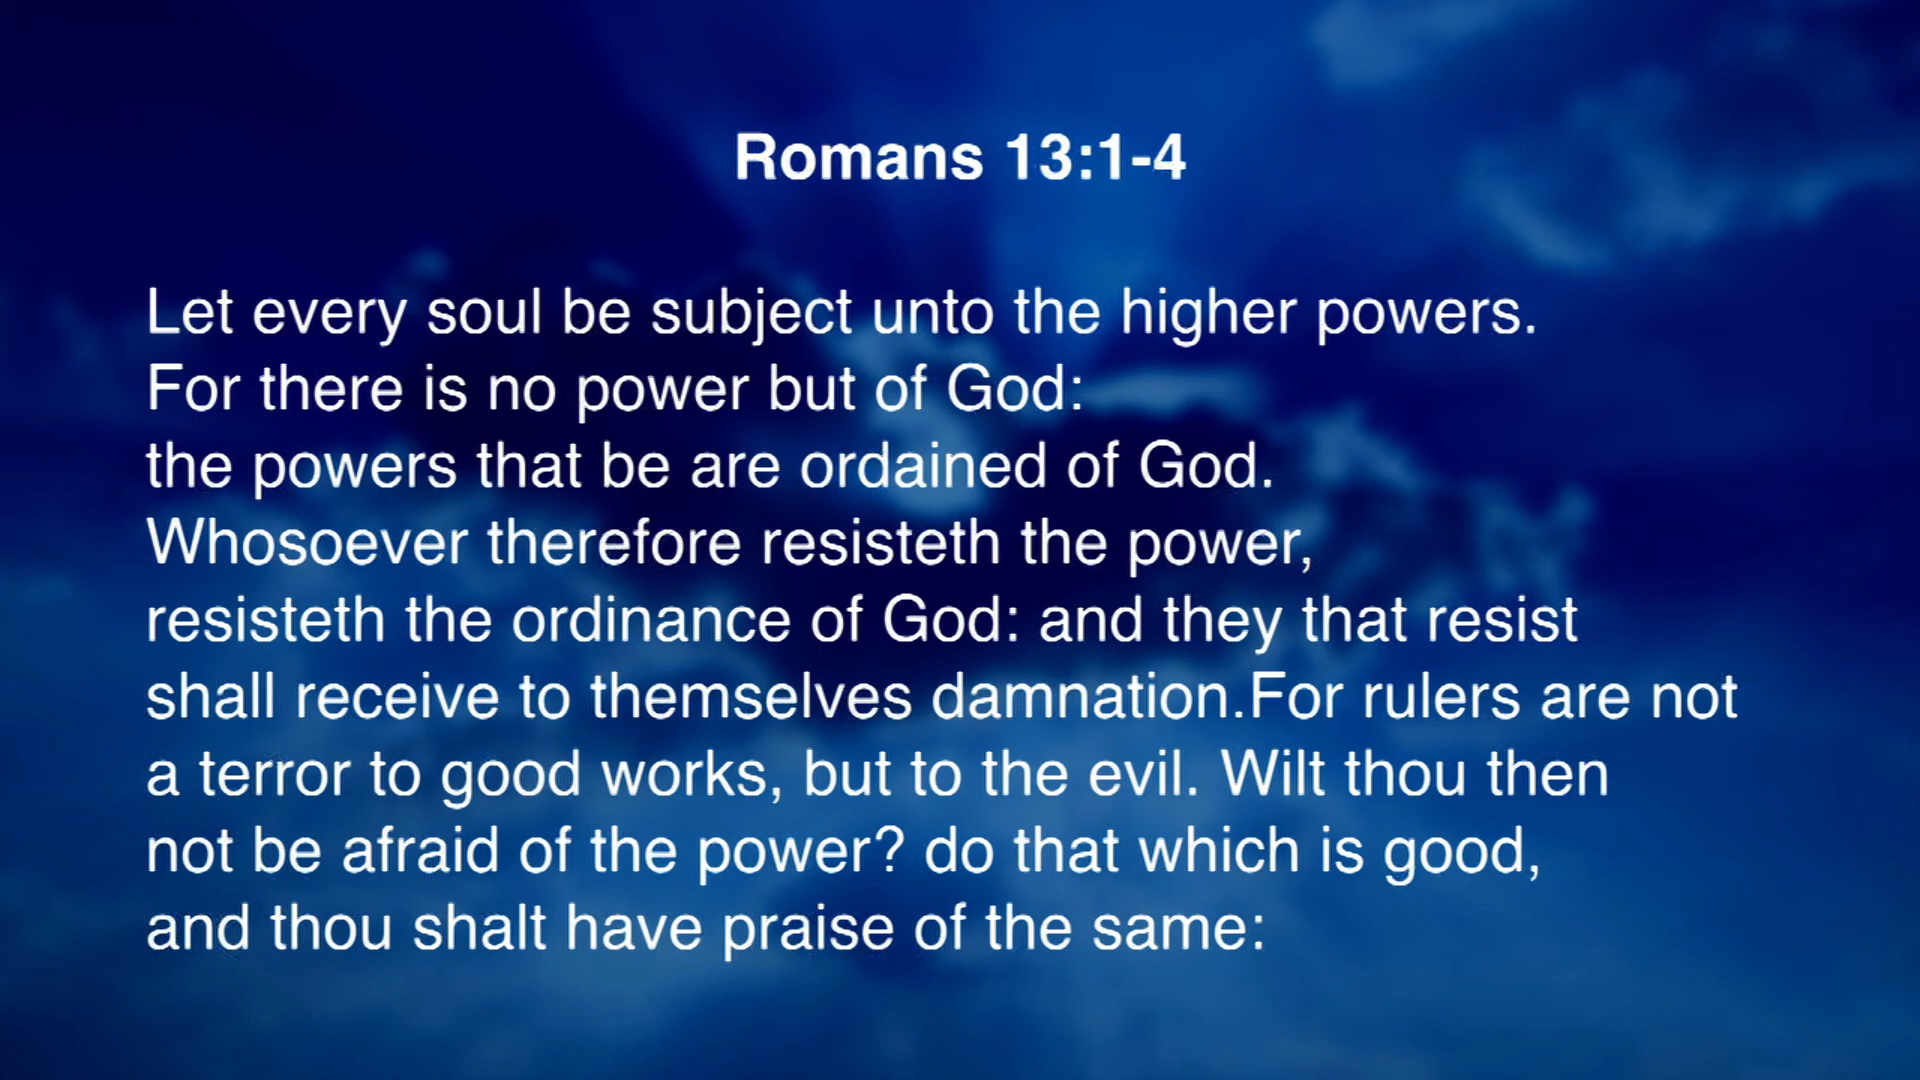 Romans 13:1-4
Let every soul be subject unto the higher powers.
For there is no power but of God:
the powers that be are ordained of God.
Whosoever therefore resisteth the power,
resisteth the ordinance of God: and they that resist
shall receive to themselves damnation.For rulers are not
a terror to good works, but to the evil. Wilt thou then
not be afraid of the power? do that which is good,
and thou shalt have praise of the same: